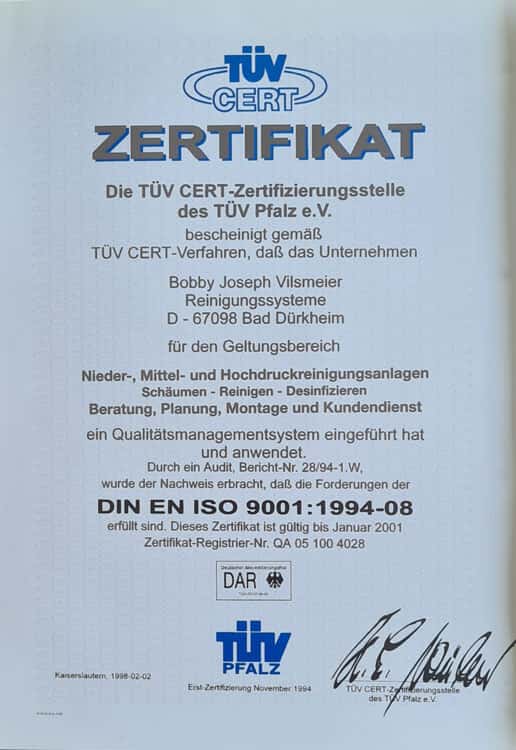 TÜV
CERT
ZERTIFIKAT
Die TÜV CERT-Zertifizierungsstelle
des TÜV Pfalz e.V.
bescheinigt gemäß
TÜV CERT-Verfahren, daß das Unternehmen
Bobby Joseph Vilsmeier
Reinigungssysteme
D - 67098 Bad Dürkheim
für den Geltungsbereich
Nieder-, Mittel- und Hochdruckreinigungsanlagen
Schäumen - Reinigen - Desinfizieren
Beratung, Planung, Montage und Kundendienst
ein Qualitätsmanagementsystem eingeführt hat
und anwendet.
Durch ein Audit, Bericht-Nr. 28/94-1.W,
wurde der Nachweis erbracht, daß die Forderungen der
DIN EN ISO 9001:1994-08
erfüllt sind. Dieses Zertifikat ist gültig bis Januar 2001
Zertifikat-Registrier-Nr. QA 05 100 4028
DAR
TÜV
PFALZ
Kaiserslautern, 1998-02-02
Erst-Zertifizierung November 1994
TÜV CERT-Zertifizierungsstelle
des TÜV Pfalz e.V.